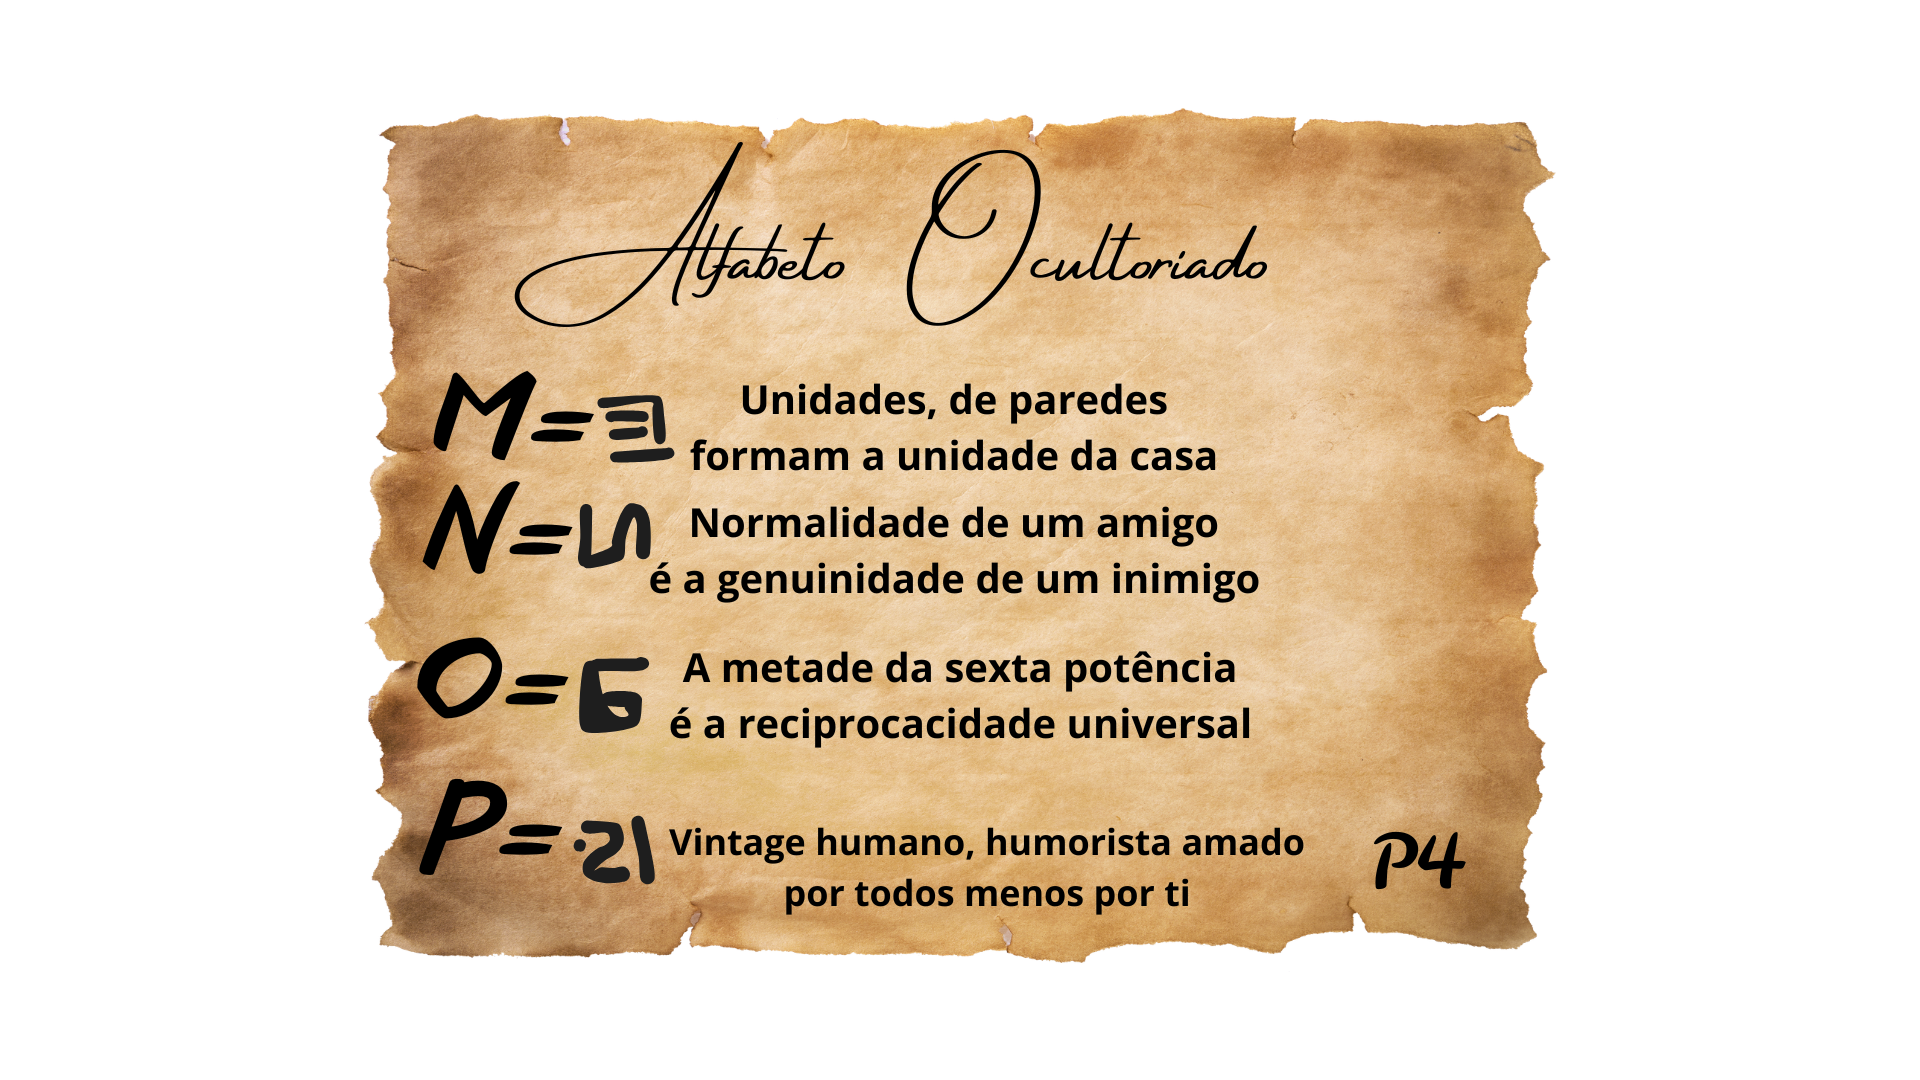 Alfabeto Ocultoriado
M=
Unidades, de paredes
formam a unidade da casa
N=
Normalidade de um amigo
é a genuinidade de um inimigo
O=
A metade da sexta potência
é a reciprocacidade universal
P=
Vintage humano, humorista amado
por todos menos por ti
P4